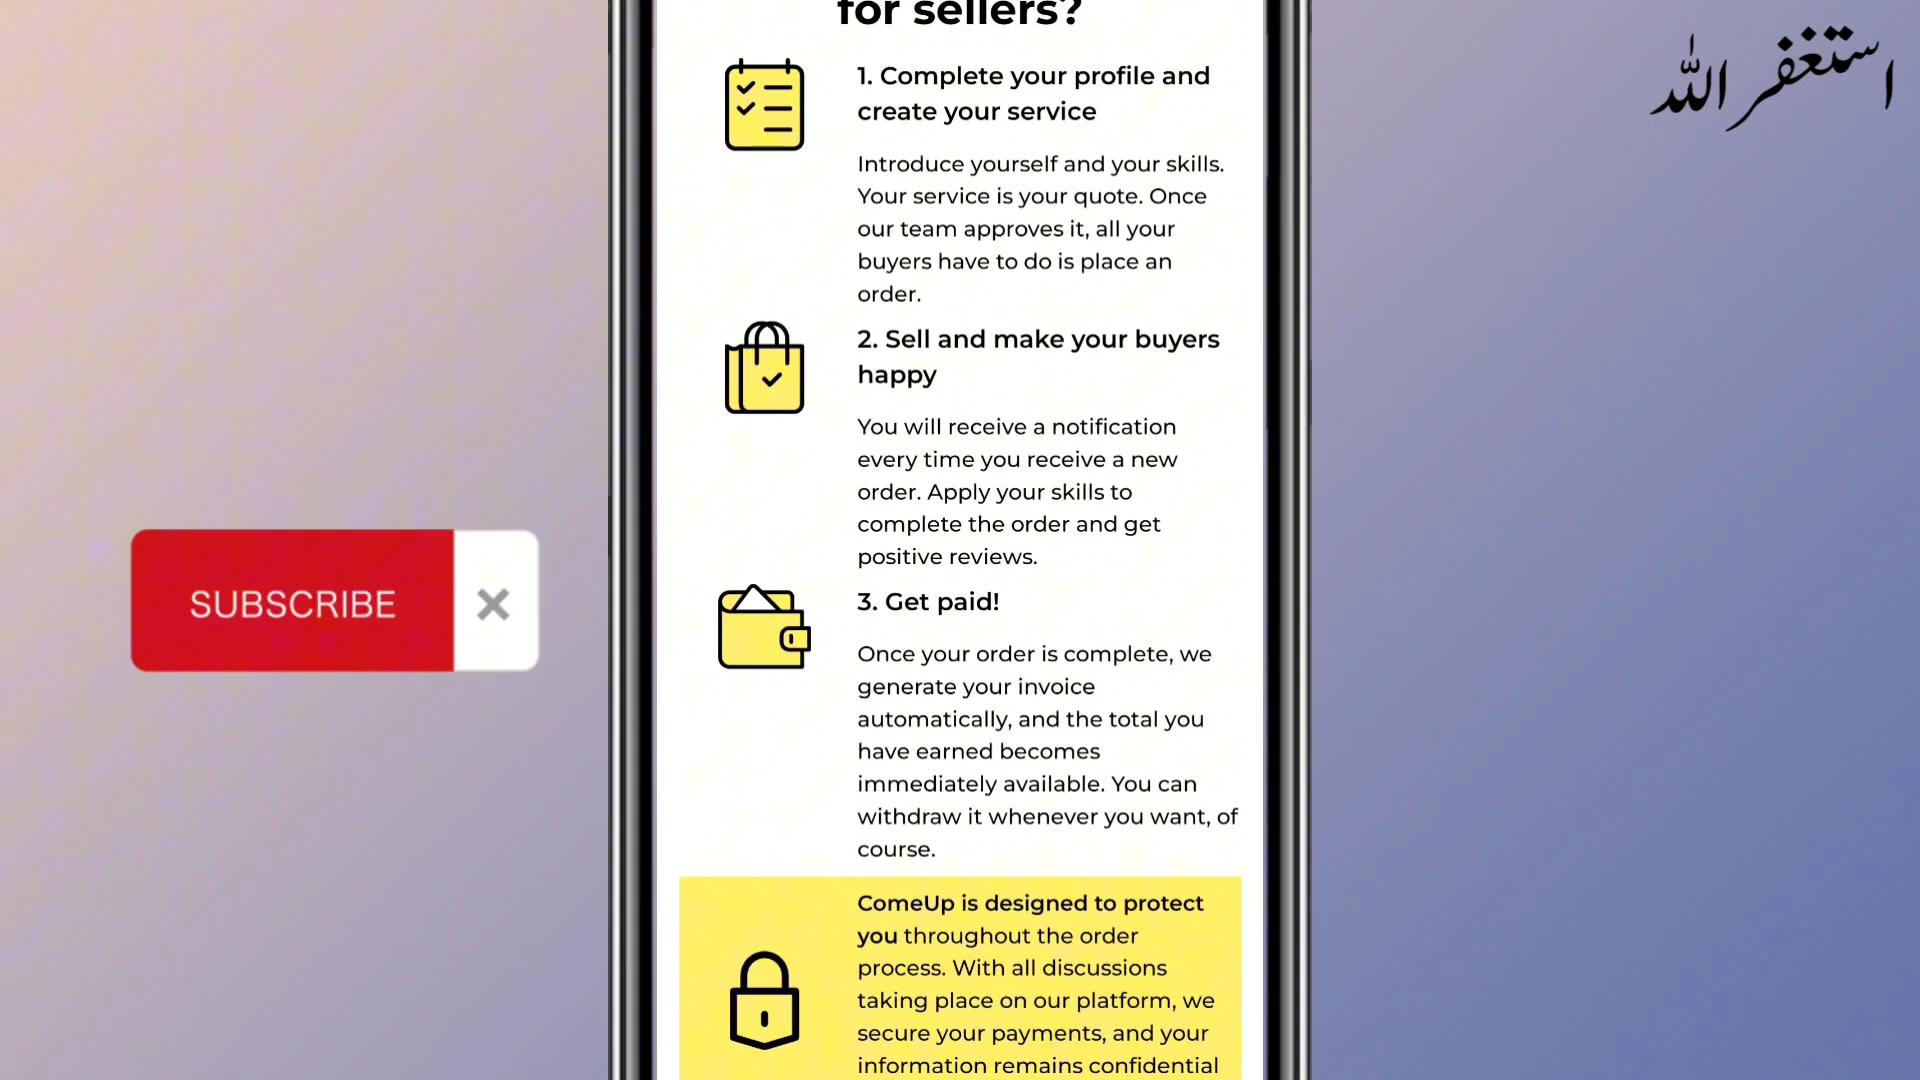 for sellers?
استغفر الله
1. Complete your profile and
create your service
Introduce yourself and your skills.
Your service is your quote. Once
our team approves it, all your
buyers have to do is place an
order.
2. Sell and make your buyers
happy
You will receive a notification
every time you receive a new
order. Apply your skills to
complete the order and get
positive reviews.
SUBSCRIBE
3. Get paid!
Once your order is complete, we
generate your invoice
automatically, and the total you
have earned becomes
immediately available. You can
withdraw it whenever you want, of
course.
ComeUp is designed to protect
you throughout the order
process. With all discussions
taking place on our platform, we
secure your payments, and your
information remains confidential